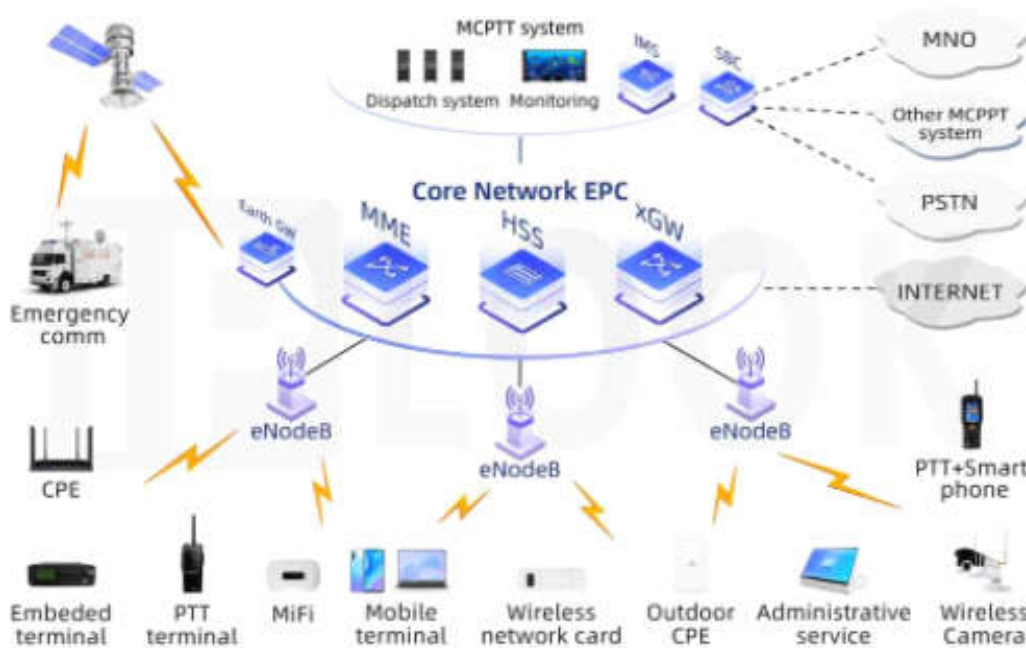 MCPTT system
IMS
SBC
Dispatch system
Monitoring
MNO
Other MCPPT
system
PSTN
INTERNET
Core Network EPC
Earth GW
MME
HSS
xGW
Emergency
comm
eNodeB
eNodeB
eNodeB
CPE
PTT+Smart
phone
Embeded
terminal
PTT
terminal
MiFi
Mobile
terminal
Wireless
network card
Outdoor
CPE
Administrative
service
Wireless
Camera